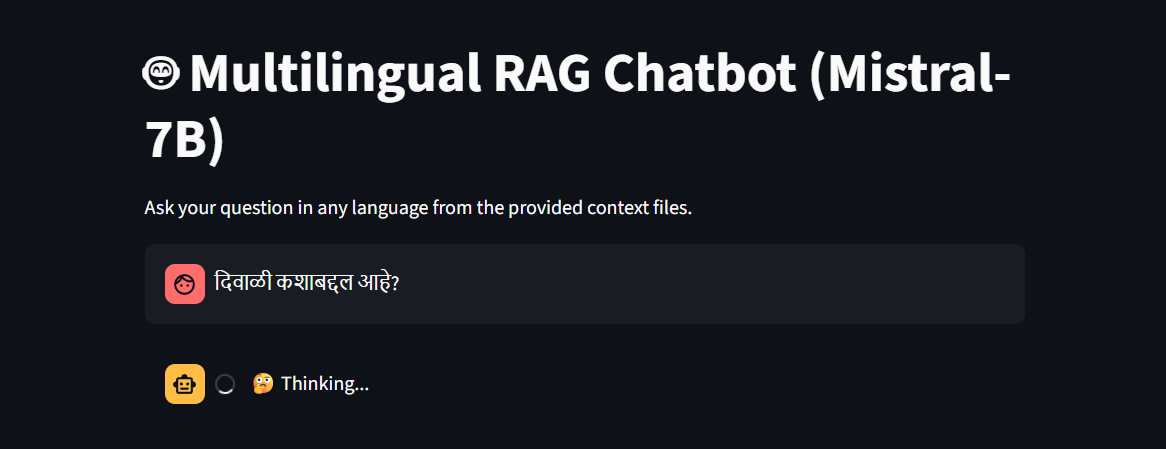 Multilingual RAG Chatbot (Mistral-
7B)
Ask your question in any language from the provided context files.
दिवाळी कशाबद्दल आहे?
🤔 Thinking...